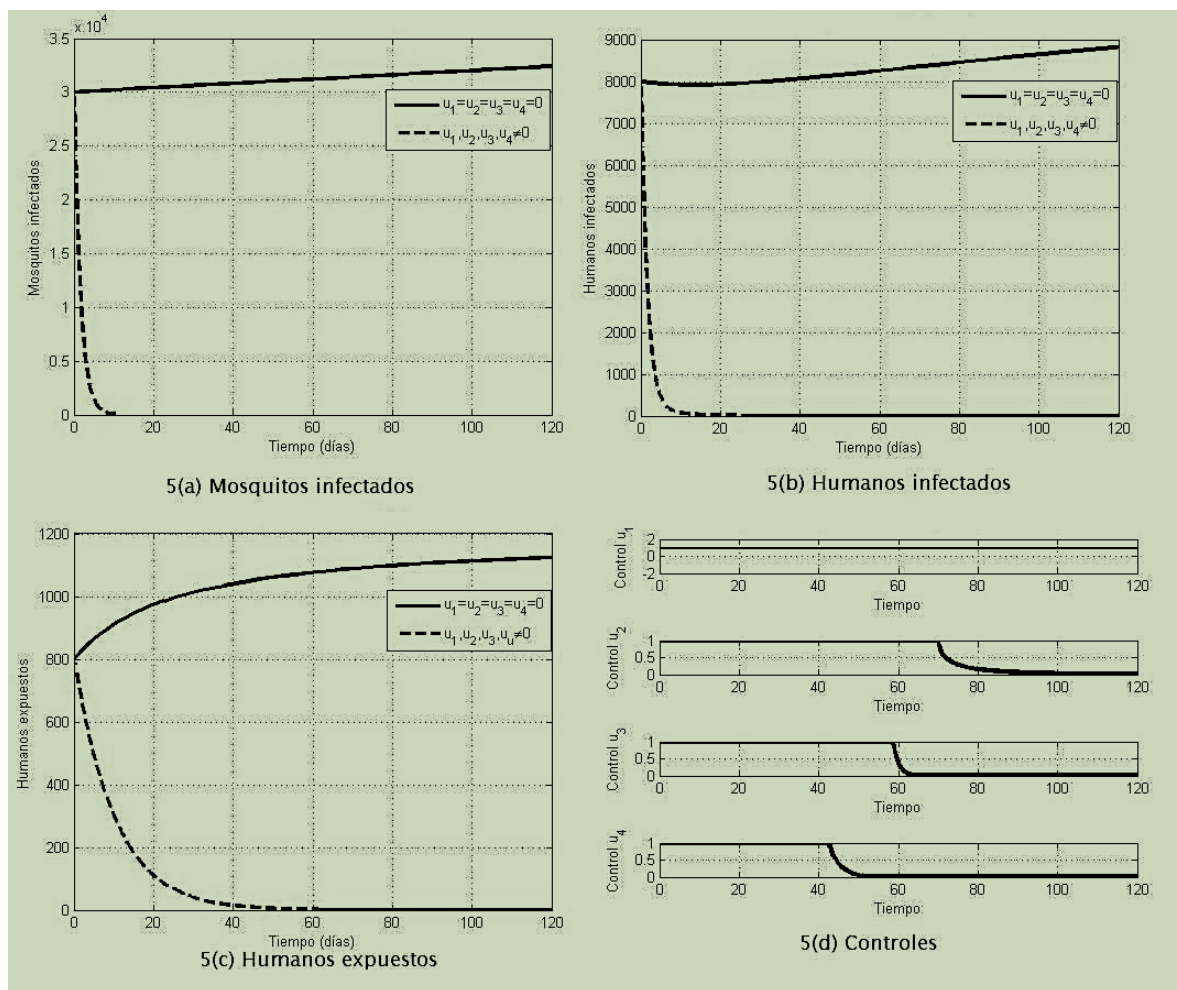 x 10⁴
3.5
3
2.5
2
1.5
1
0.5
0
Mosquitos infectados
u₁=u₂=u₃=u₄=0
u₁,u₂,u₃,u₄≠0
0 20 40 60 80 100 120
Tiempo (días)
5(a) Mosquitos infectados
9000
8000
7000
6000
5000
4000
3000
2000
1000
0
Humanos infectados
u₁=u₂=u₃=u₄=0
u₁,u₂,u₃,u₄≠0
0 20 40 60 80 100 120
Tiempo (días)
5(b) Humanos infectados
1200
1000
800
600
400
200
0
Humanos expuestos
u₁=u₂=u₃=u₄=0
u₁,u₂,u₃,uᵤ≠0
0 20 40 60 80 100 120
Tiempo (días)
5(c) Humanos expuestos
Control u₁
2
0
-2
0 20 40 60 80 100 120
Tiempo
Control u₂
1
0.5
0
0 20 40 60 80 100 120
Tiempo
Control u₃
1
0.5
0
0 20 40 60 80 100 120
Tiempo
Control u₄
1
0.5
0
0 20 40 60 80 100 120
Tiempo
5(d) Controles